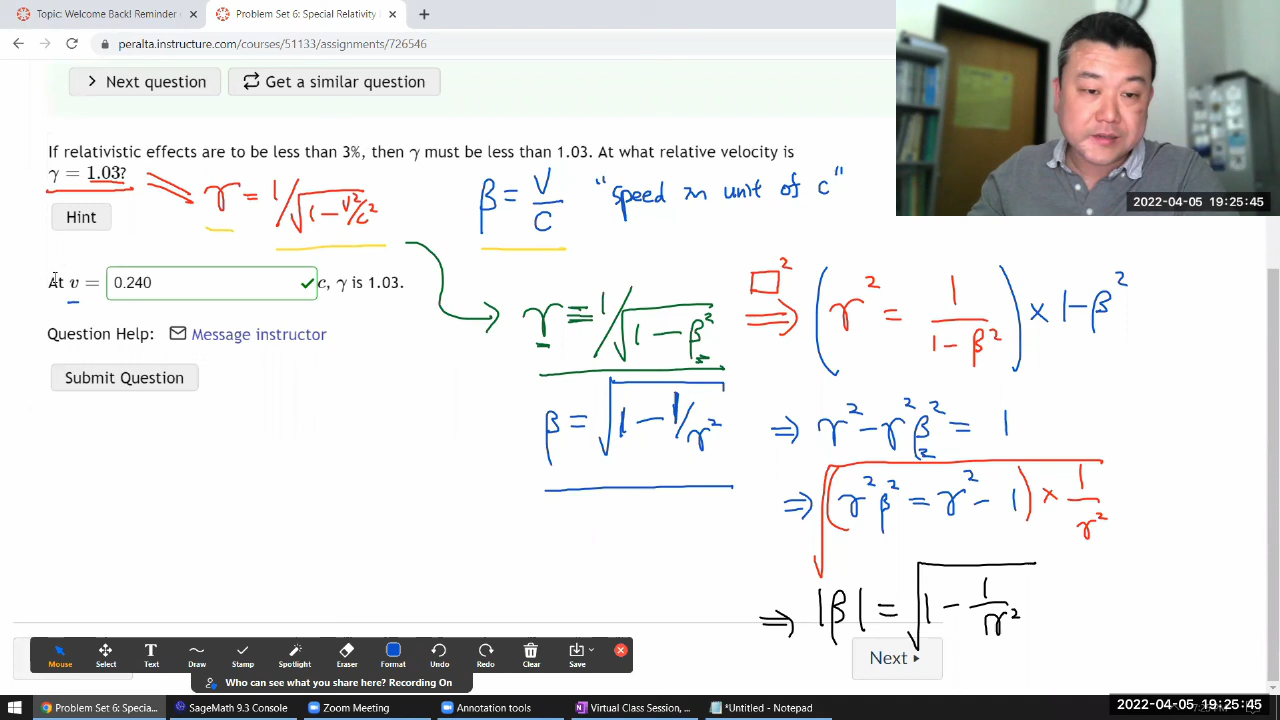 Topic: Welcome Back! Reminder
Problem Set 6: Special Relativity
peralta.instructure.com/courses/51133/assignments/726546
Next question
Get a similar question
2022-04-05 19:25:45
If relativistic effects are to be less than 3%, then γ must be less than 1.03. At what relative velocity is
γ = 1.03?
γ = 1/√(1 − v²/c²)
β = v/c "speed in unit of c"
Hint
At v = 0.240 c, γ is 1.03.
γ = 1/√(1 − β²) ⇒ □² (γ² = 1/(1 − β²)) × 1−β²
Question Help: Message instructor
Submit Question
β = √(1 − 1/γ²)
⇒ γ² − γ²β² = 1
⇒ √(γ²β² = γ² − 1) × 1/γ²
⇒ |β| = √(1 − 1/γ²)
Next
Mouse Select Text Draw Stamp Spotlight Eraser Format Undo Redo Clear Save
Who can see what you share here? Recording On
Problem Set 6: Specia...
SageMath 9.3 Console
Zoom Meeting
Annotation tools
Virtual Class Session, ...
*Untitled - Notepad
2022-04-05 19:25:45